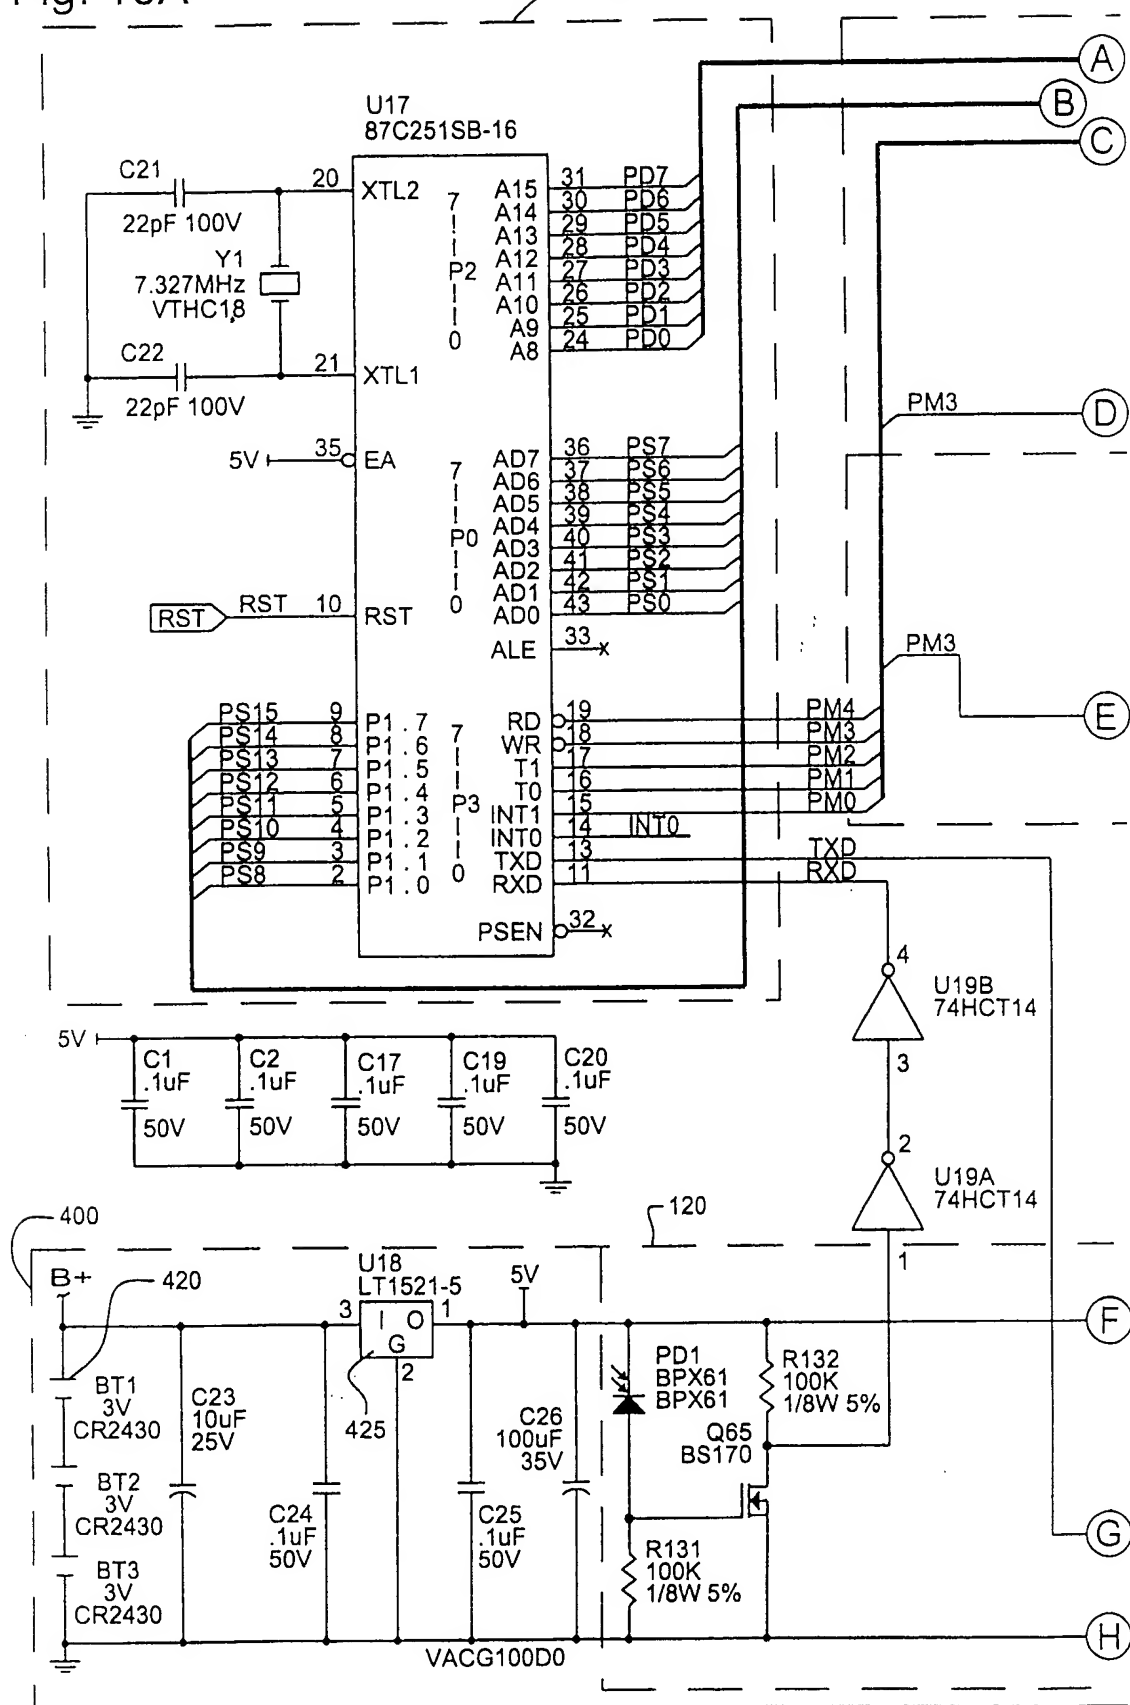 Fig. 10A
A
B
C
U17
87C251SB-16
C21
22pF 100V
Y1
7.327MHz
VTHC18
C22
22pF 100V
20
XTL2
21
XTL1
5V
35
EA
RST
RST
10
RST
7
P2
0
A15 31 PD7
A14 30 PD6
A13 29 PD5
A12 28 PD4
A11 27 PD3
A10 26 PD2
A9 25 PD1
A8 24 PD0
PM3
D
7
P0
0
AD7 36 PS7
AD6 37 PS6
AD5 38 PS5
AD4 39 PS4
AD3 40 PS3
AD2 41 PS2
AD1 42 PS1
AD0 43 PS0
ALE 33 x
PM3
E
PS15 9 P1.7
PS14 8 P1.6
PS13 7 P1.5
PS12 6 P1.4
PS11 5 P1.3
PS10 4 P1.2
PS9 3 P1.1
PS8 2 P1.0
7
P3
0
RD 19 PM4
WR 18 PM3
T1 17 PM2
T0 16 PM1
INT1 15 PM0
INT0 14 INT0
TXD 13 TXD
RXD 11 RXD
PSEN 32 x
4
U19B
74HCT14
3
2
U19A
74HCT14
1
5V
C1
.1uF
50V
C2
.1uF
50V
C17
.1uF
50V
C19
.1uF
50V
C20
.1uF
50V
400
120
B+
420
U18
LT1521-5
3
I
O
G
1
2
425
5V
F
BT1
3V
CR2430
BT2
3V
CR2430
BT3
3V
CR2430
C23
10uF
25V
C24
.1uF
50V
C25
.1uF
50V
C26
100uF
35V
PD1
BPX61
BPX61
R132
100K
1/8W 5%
Q65
BS170
R131
100K
1/8W 5%
G
H
VACG100D0